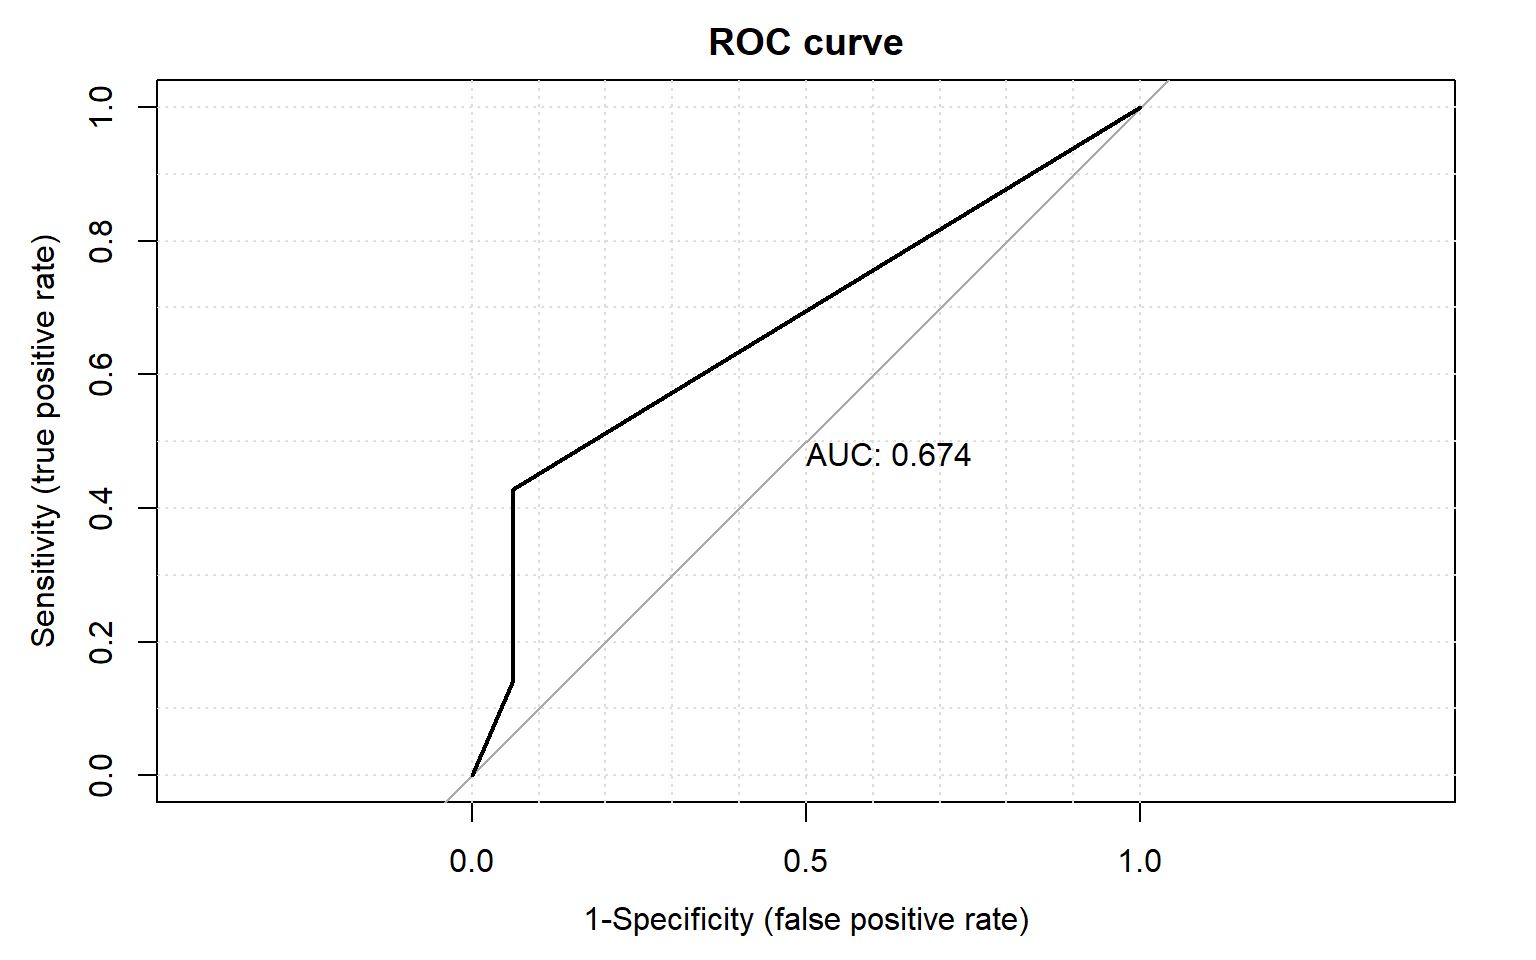 ROC curve
Sensitivity (true positive rate)
1.0
0.8
0.6
0.4
0.2
0.0
AUC: 0.674
0.0 0.5 1.0
1-Specificity (false positive rate)